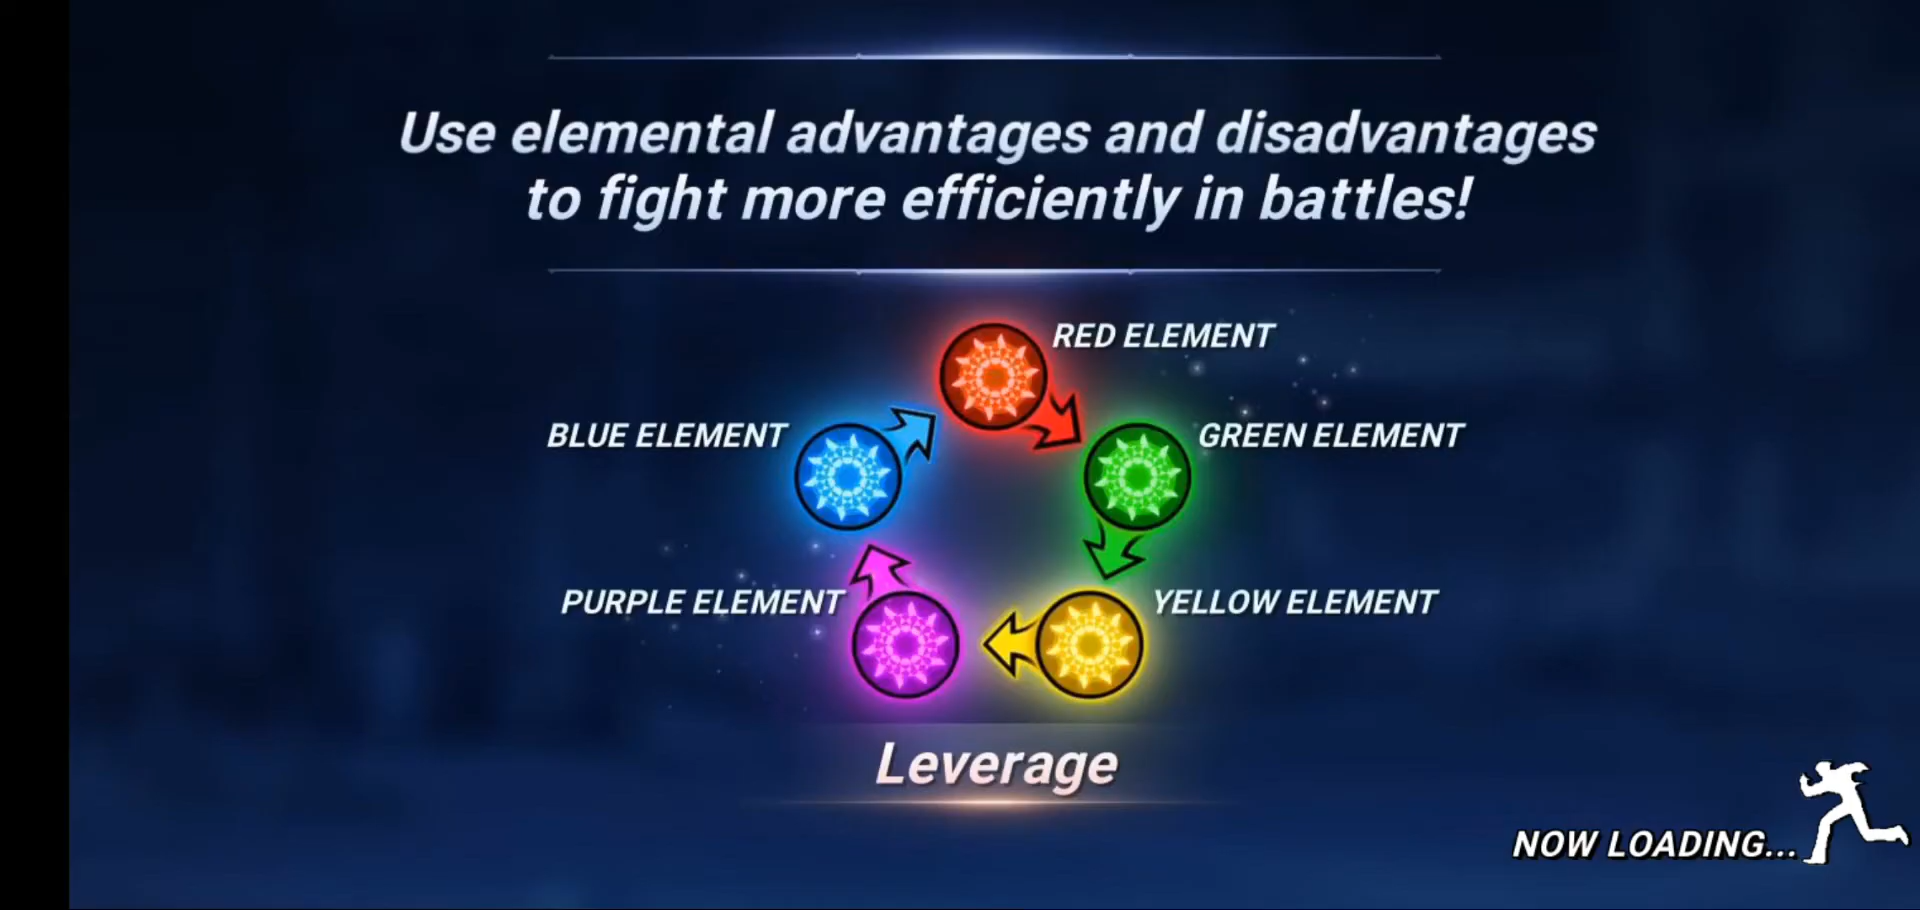 Use elemental advantages and disadvantages
to fight more efficiently in battles!
RED ELEMENT
BLUE ELEMENT
GREEN ELEMENT
PURPLE ELEMENT
YELLOW ELEMENT
Leverage
NOW LOADING...